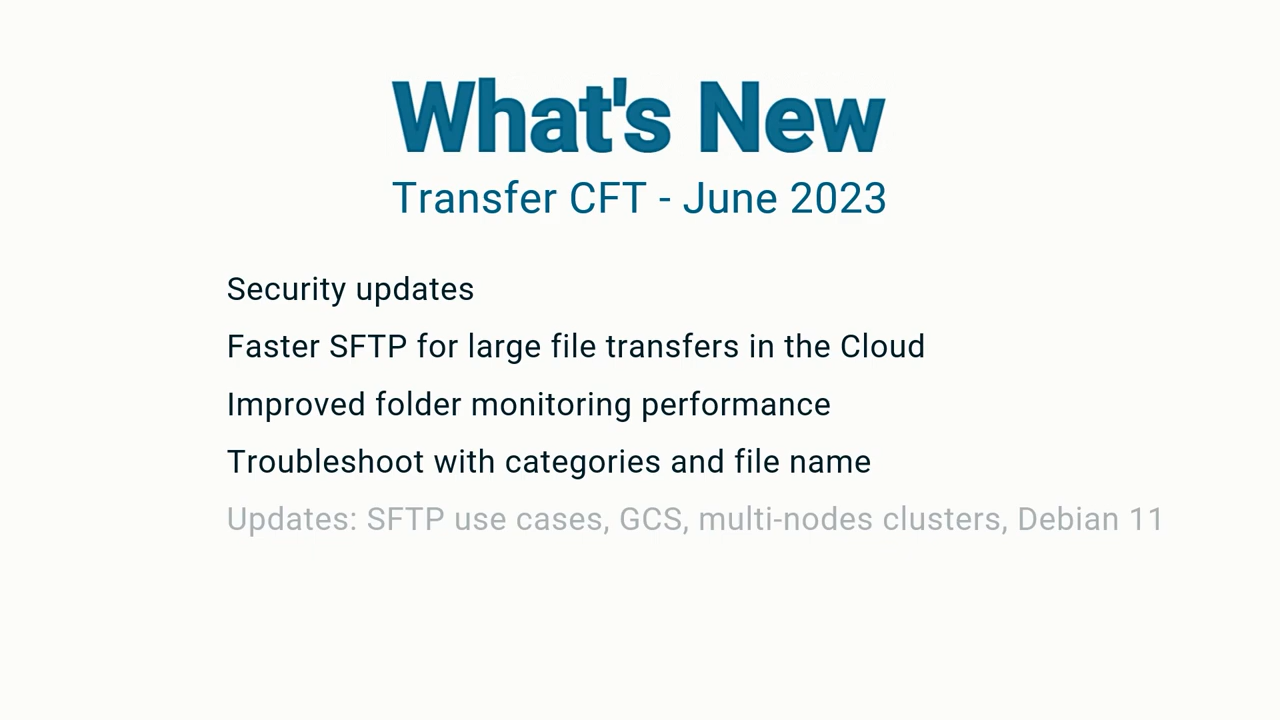 What's New
Transfer CFT - June 2023
Security updates
Faster SFTP for large file transfers in the Cloud
Improved folder monitoring performance
Troubleshoot with categories and file name
Updates: SFTP use cases, GCS, multi-nodes clusters, Debian 11